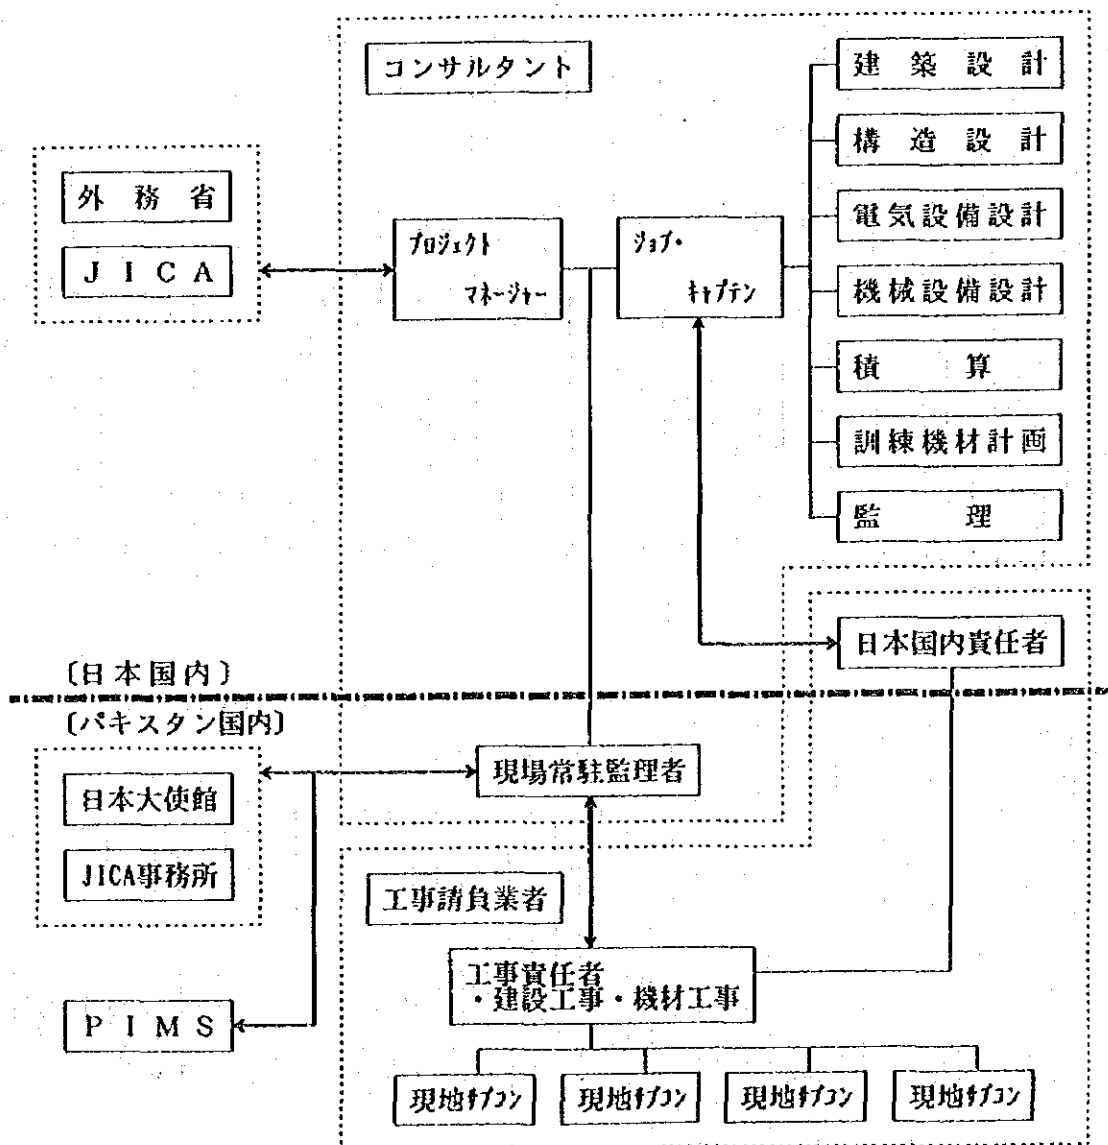 コンサルタント
建築設計
構造設計
外務省
電気設備設計
プロジェクト
マネージャー
ジョブ・
キャプテン
JICA
機械設備設計
積算
訓練機材計画
監理
日本国内責任者
〔日本国内〕
〔パキスタン国内〕
現場常駐監理者
日本大使館
JICA事務所
工事請負業者
工事責任者
・建設工事・機材工事
PIMS
現地サブコン
現地サブコン
現地サブコン
現地サブコン